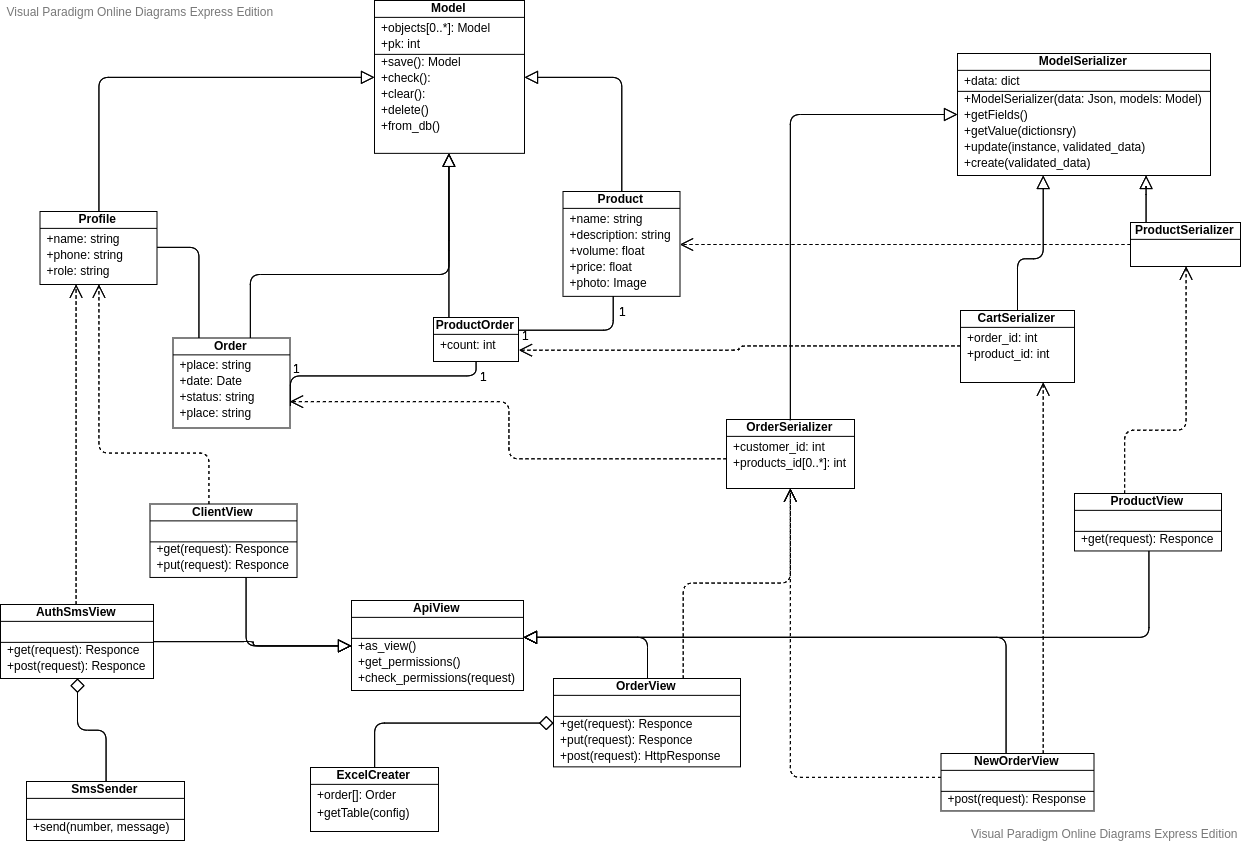 Visual Paradigm Online Diagrams Express Edition
Model
+objects[0..*]: Model
+pk: int
+save(): Model
+check():
+clear():
+delete()
+from_db()
ModelSerializer
+data: dict
+ModelSerializer(data: Json, models: Model)
+getFields()
+getValue(dictionsry)
+update(instance, validated_data)
+create(validated_data)
Profile
+name: string
+phone: string
+role: string
Product
+name: string
+description: string
+volume: float
+price: float
+photo: Image
ProductSerializer
Order
+place: string
+date: Date
+status: string
+place: string
ProductOrder
+count: int
1
1
1
1
CartSerializer
+order_id: int
+product_id: int
OrderSerializer
+customer_id: int
+products_id[0..*]: int
ClientView
+get(request): Responce
+put(request): Responce
ProductView
+get(request): Responce
AuthSmsView
+get(request): Responce
+post(request): Responce
ApiView
+as_view()
+get_permissions()
+check_permissions(request)
OrderView
+get(request): Responce
+put(request): Responce
+post(request): HttpResponse
SmsSender
+send(number, message)
ExcelCreater
+order[]: Order
+getTable(config)
NewOrderView
+post(request): Response
Visual Paradigm Online Diagrams Express Edition